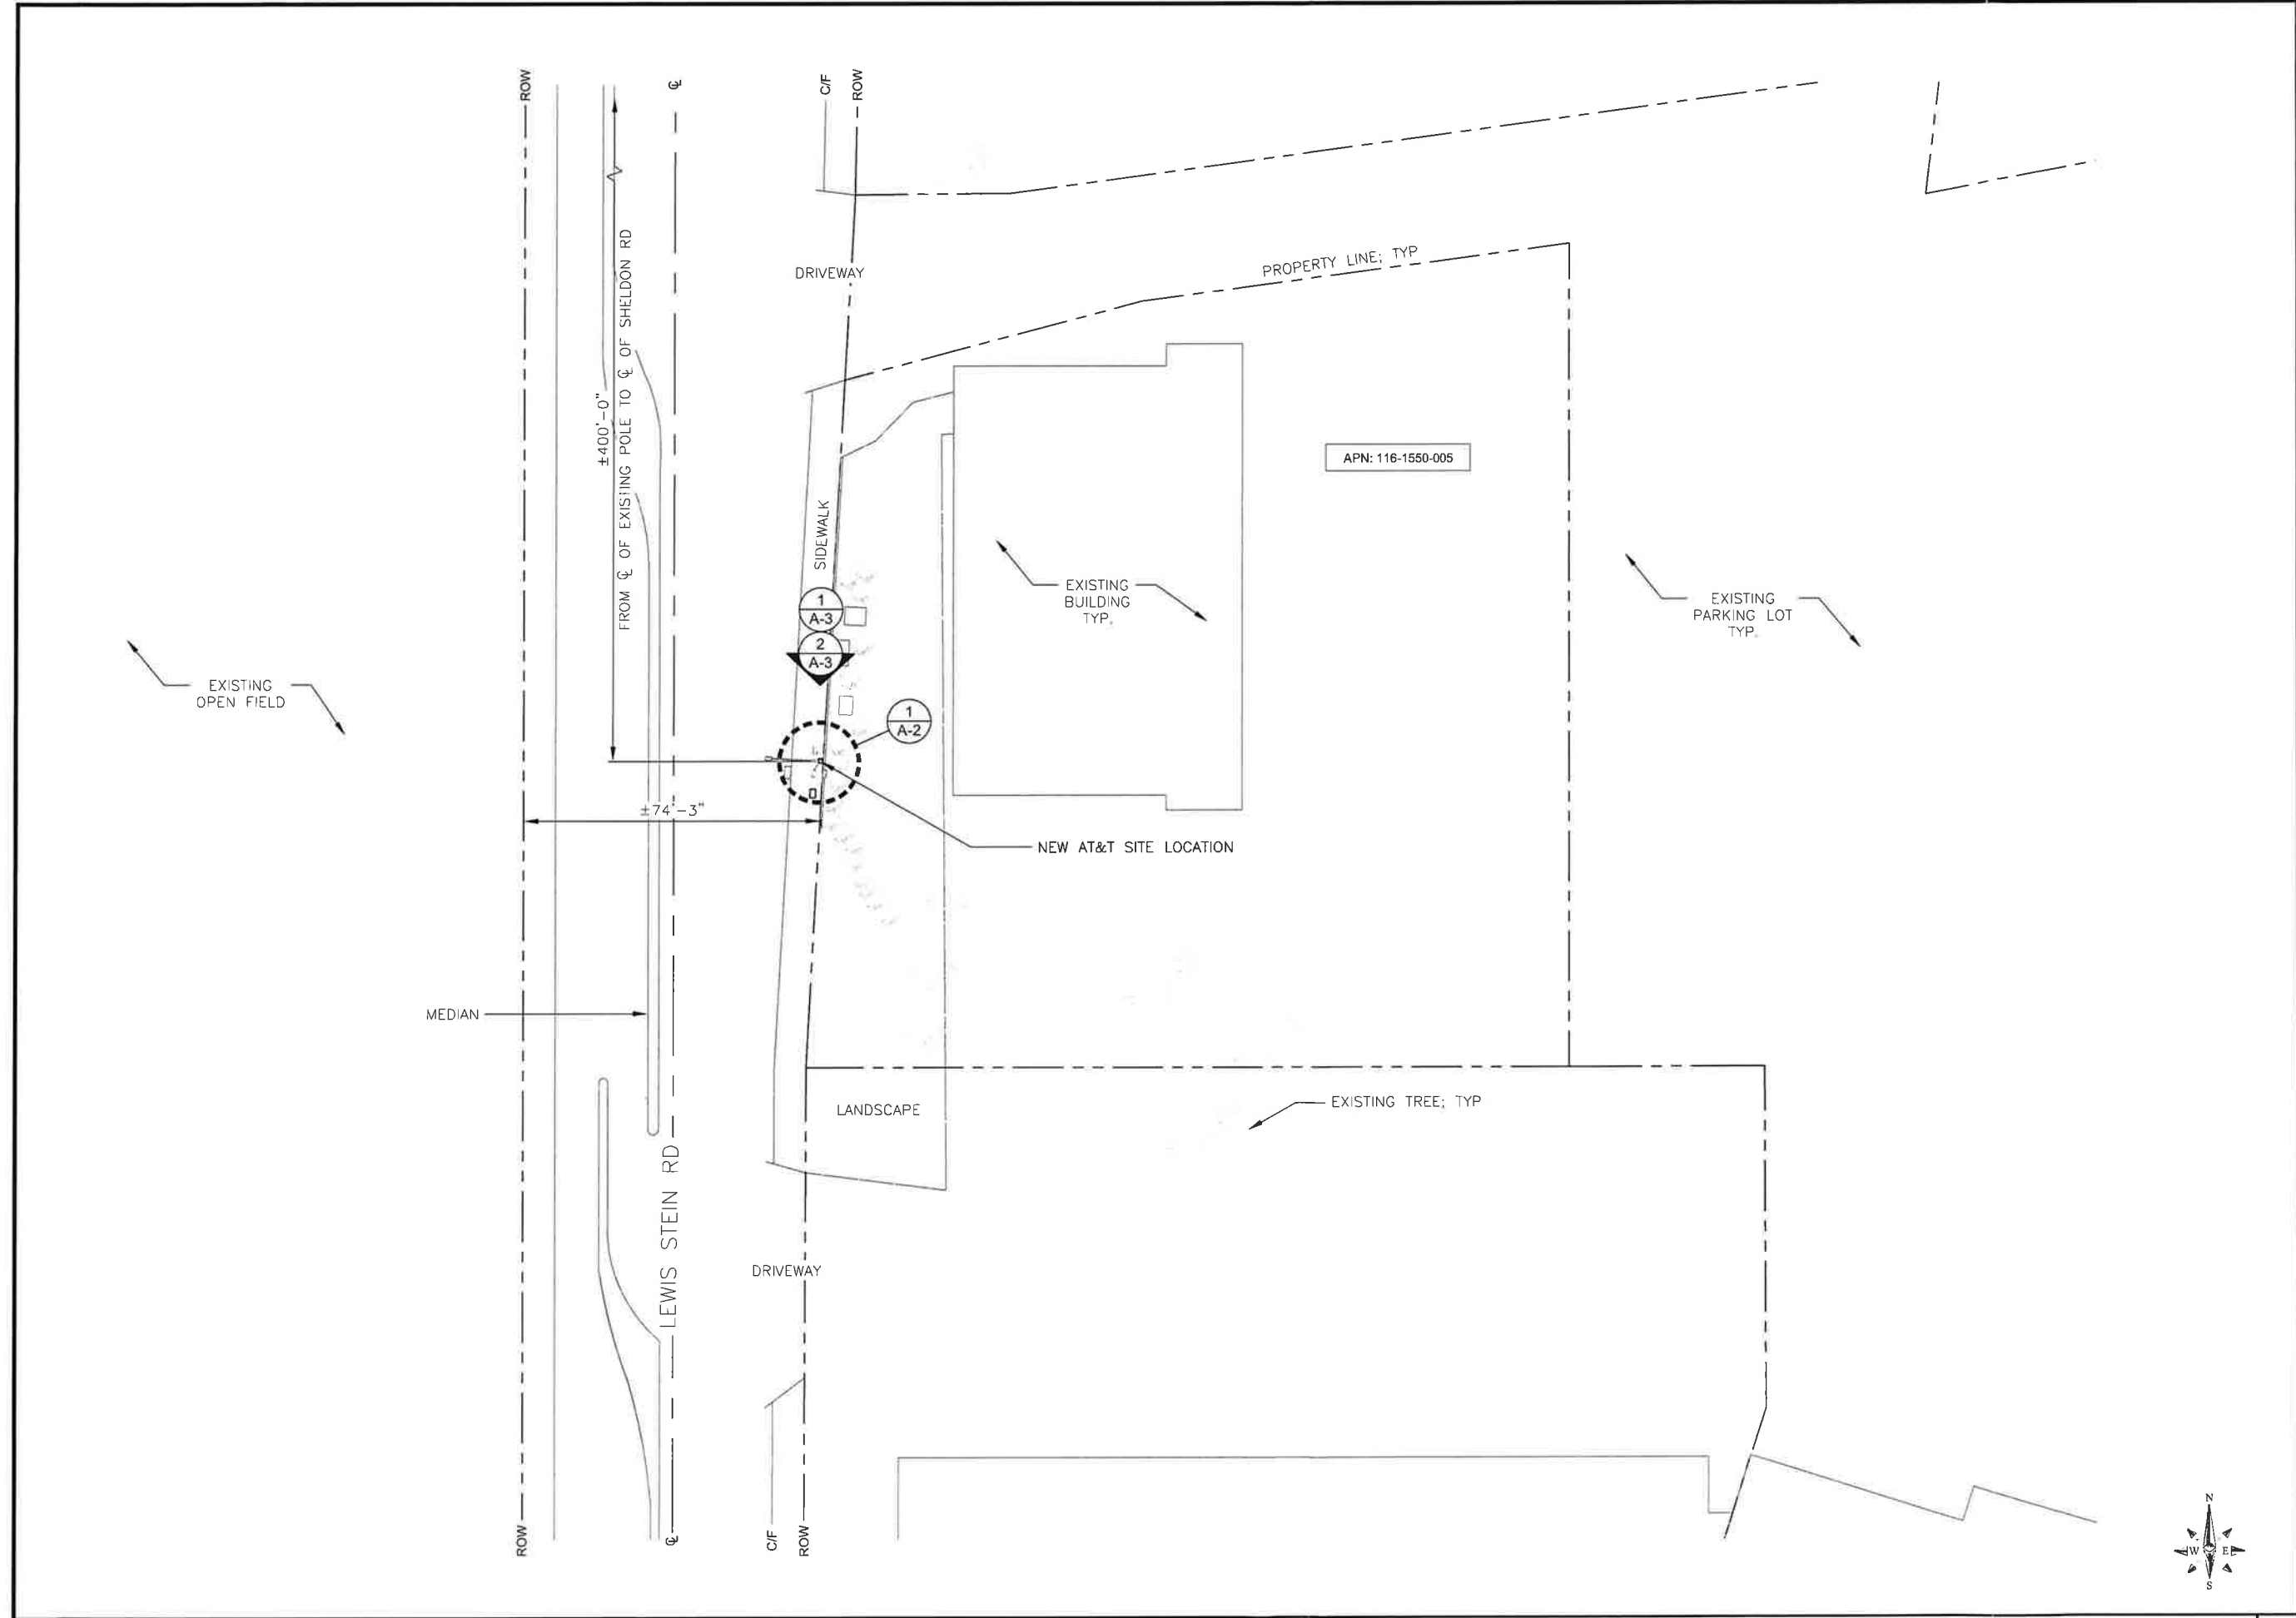 ROW
℄
C/F
ROW
DRIVEWAY
PROPERTY LINE; TYP
±400'-0"
FROM ℄ OF EXISTING POLE TO ℄ OF SHELDON RD
APN: 116-1550-005
SIDEWALK
1
A-3
2
A-3
EXISTING
BUILDING
TYP.
EXISTING
PARKING LOT
TYP.
EXISTING
OPEN FIELD
1
A-2
±74'-3"
NEW AT&T SITE LOCATION
MEDIAN
LANDSCAPE
EXISTING TREE; TYP
LEWIS STEIN RD
DRIVEWAY
ROW
℄
C/F
ROW
N
W
E
S